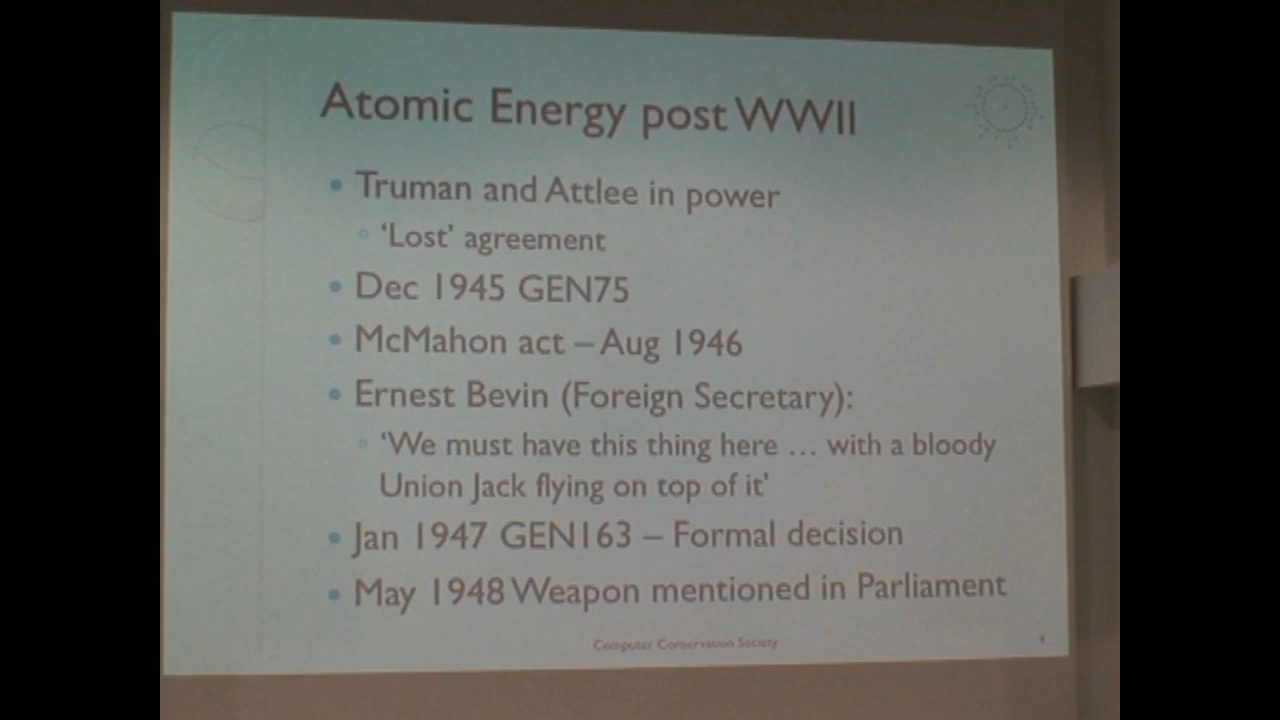 Atomic Energy post WWII
• Truman and Attlee in power
◦ ‘Lost’ agreement
• Dec 1945 GEN75
• McMahon act – Aug 1946
• Ernest Bevin (Foreign Secretary):
◦ ‘We must have this thing here … with a bloody
Union Jack flying on top of it’
• Jan 1947 GEN163 – Formal decision
• May 1948 Weapon mentioned in Parliament
Computer Conservation Society
4